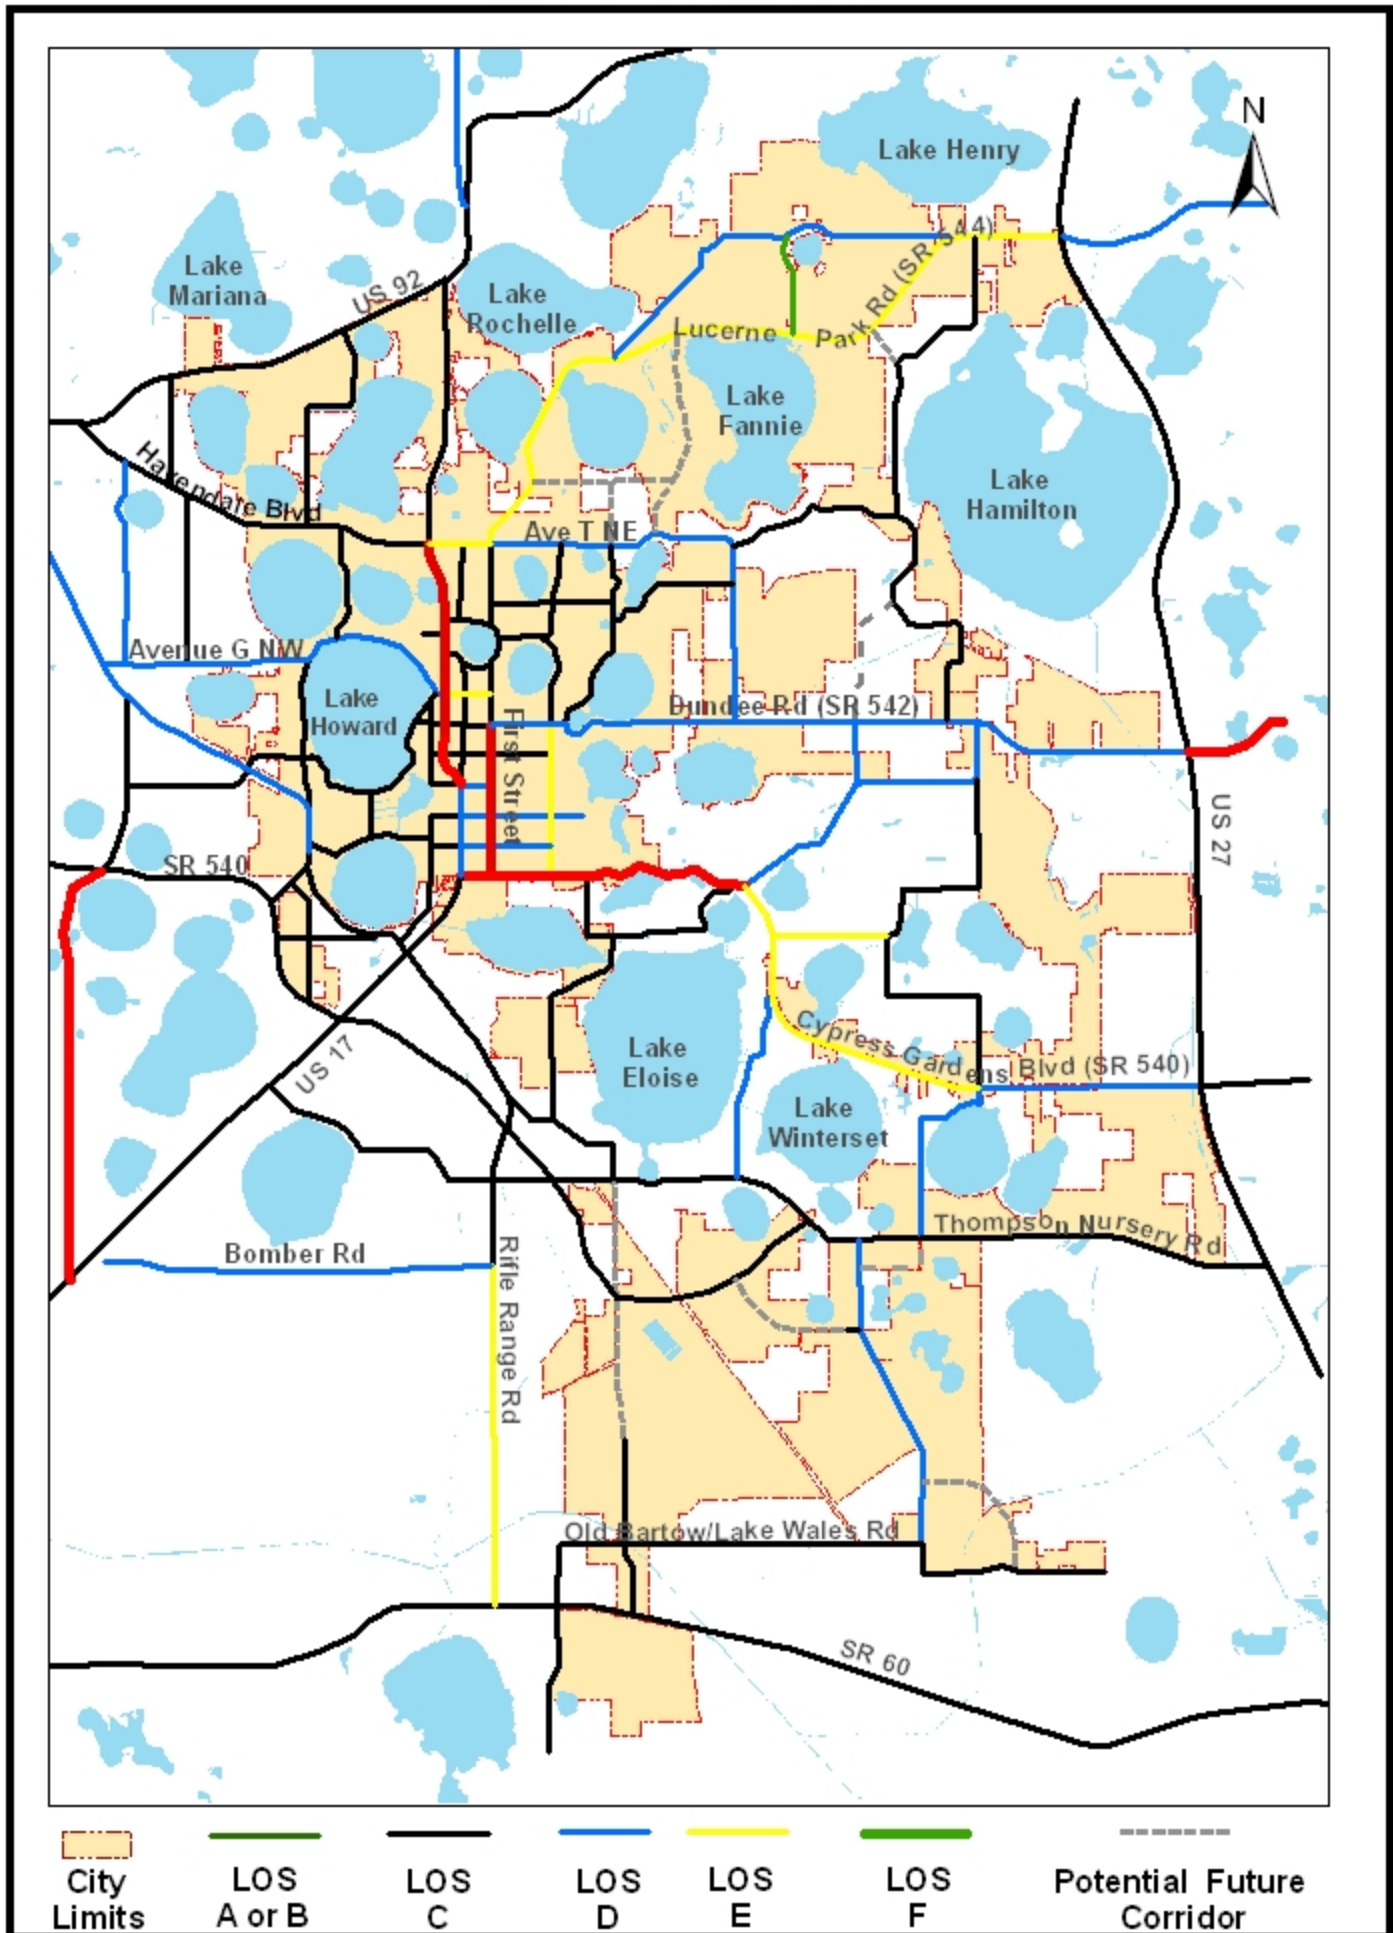 N
Lake Henry
Lake
Mariana
US 92
Lake
Rochelle
Lucerne Park Rd (SR 544)
Lake
Fannie
Havendale Blvd
Lake
Hamilton
Ave T NE
Avenue G NW
Lake
Howard
First Street
Dundee Rd (SR 542)
US 27
SR 540
US 17
Lake
Eloise
Cypress Gardens Blvd (SR 540)
Lake
Winterset
Thompson Nursery Rd
Bomber Rd
Rifle Range Rd
Old Bartow/Lake Wales Rd
SR 60
City
Limits
LOS
A or B
LOS
C
LOS
D
LOS
E
LOS
F
Potential Future
Corridor